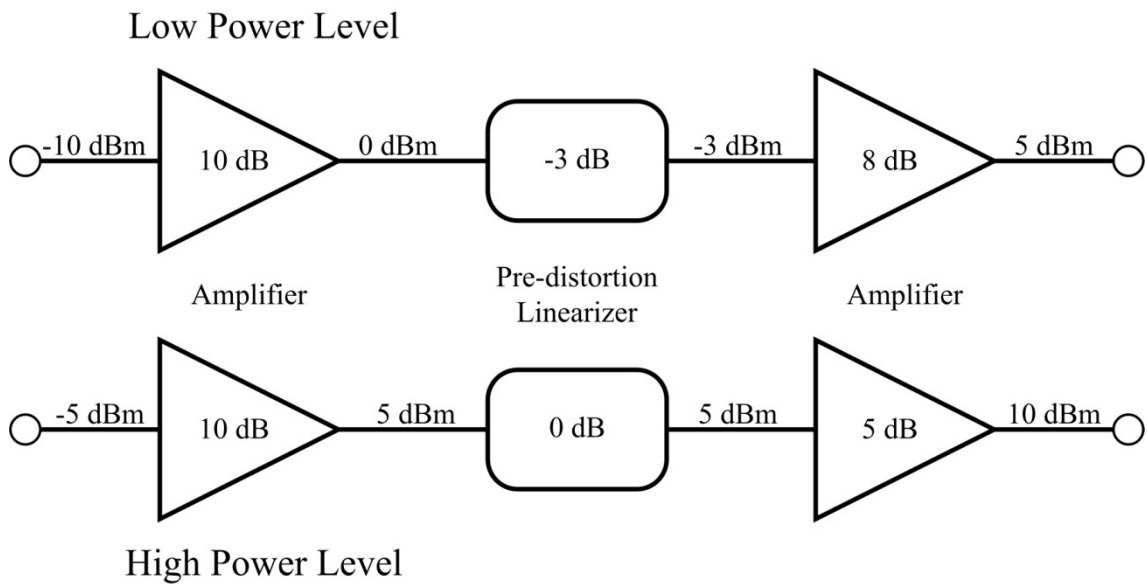 Low Power Level
-10 dBm
10 dB
0 dBm
-3 dB
-3 dBm
8 dB
5 dBm
Amplifier
Pre-distortion
Linearizer
Amplifier
-5 dBm
10 dB
5 dBm
0 dB
5 dBm
5 dB
10 dBm
High Power Level